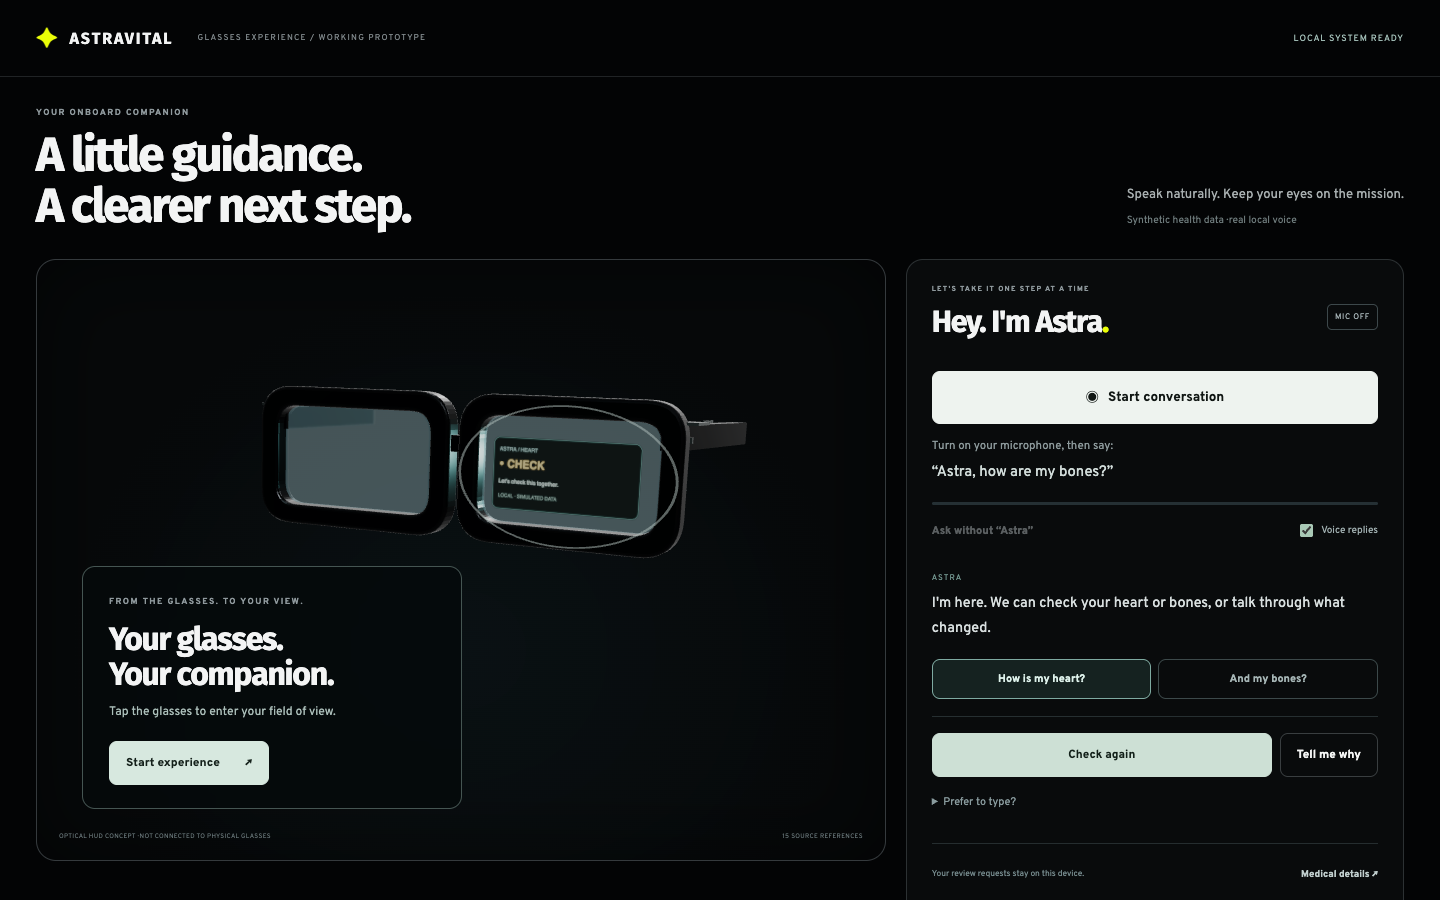 ASTRAVITAL
GLASSES EXPERIENCE / WORKING PROTOTYPE
LOCAL SYSTEM READY
YOUR ONBOARD COMPANION
A little guidance.
A clearer next step.
Speak naturally. Keep your eyes on the mission.
Synthetic health data ·real local voice
ASTRA / HEART
• CHECK
Let's check this together.
LOCAL · SIMULATED DATA
FROM THE GLASSES. TO YOUR VIEW.
Your glasses.
Your companion.
Tap the glasses to enter your field of view.
Start experience ↗
OPTICAL HUD CONCEPT ·NOT CONNECTED TO PHYSICAL GLASSES
15 SOURCE REFERENCES
LET'S TAKE IT ONE STEP AT A TIME
Hey. I'm Astra.
MIC OFF
◉ Start conversation
Turn on your microphone, then say:
“Astra, how are my bones?”
Ask without “Astra”
Voice replies
ASTRA
I'm here. We can check your heart or bones, or talk through what
changed.
How is my heart?
And my bones?
Check again
Tell me why
▶ Prefer to type?
Your review requests stay on this device.
Medical details ↗